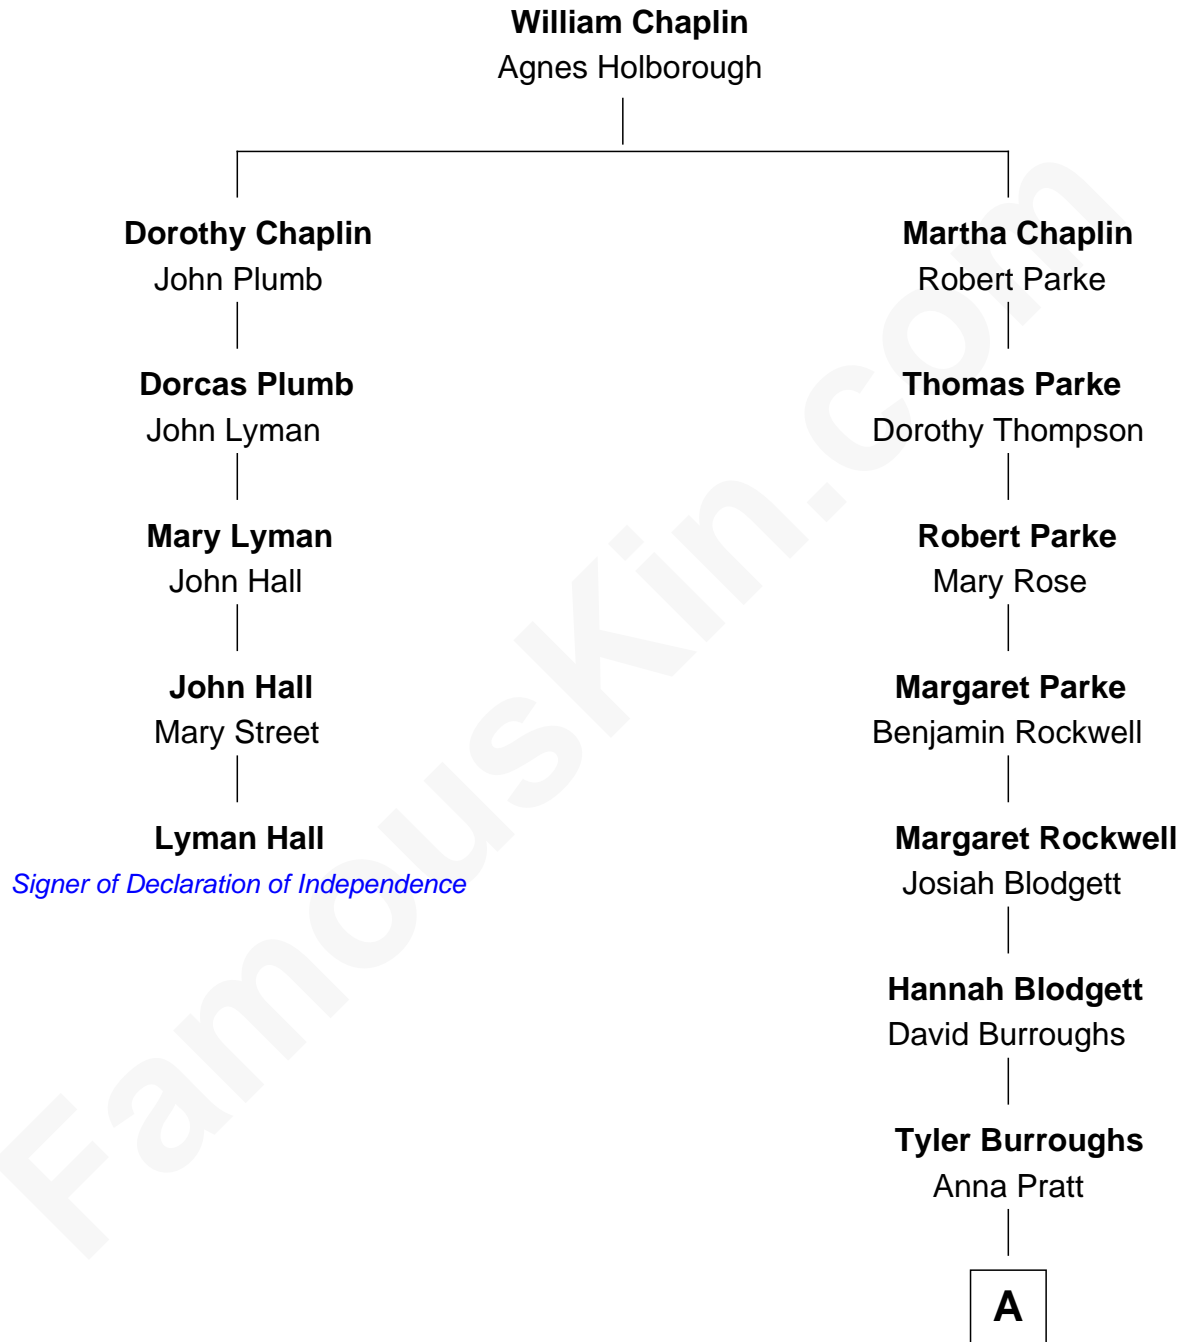 William Chaplin
Agnes Holborough
Dorothy Chaplin
John Plumb
Dorcas Plumb
John Lyman
Mary Lyman
John Hall
John Hall
Mary Street
Lyman Hall
Signer of Declaration of Independence
Martha Chaplin
Robert Parke
Thomas Parke
Dorothy Thompson
Robert Parke
Mary Rose
Margaret Parke
Benjamin Rockwell
Margaret Rockwell
Josiah Blodgett
Hannah Blodgett
David Burroughs
Tyler Burroughs
Anna Pratt
A
FamousKin.com